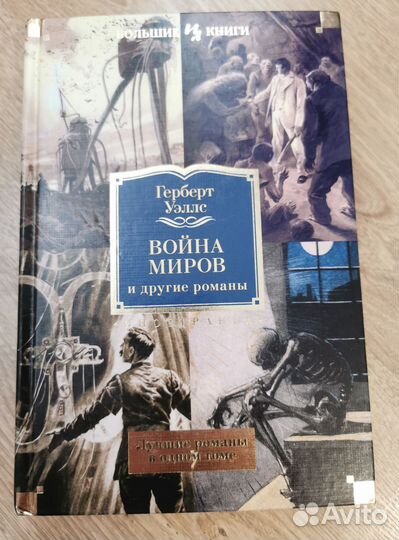 БОЛЬШИЕ КНИГИ
Герберт
Уэллс
ВОЙНА
МИРОВ
и другие романы
Лучшие романы
в одном томе
Avito